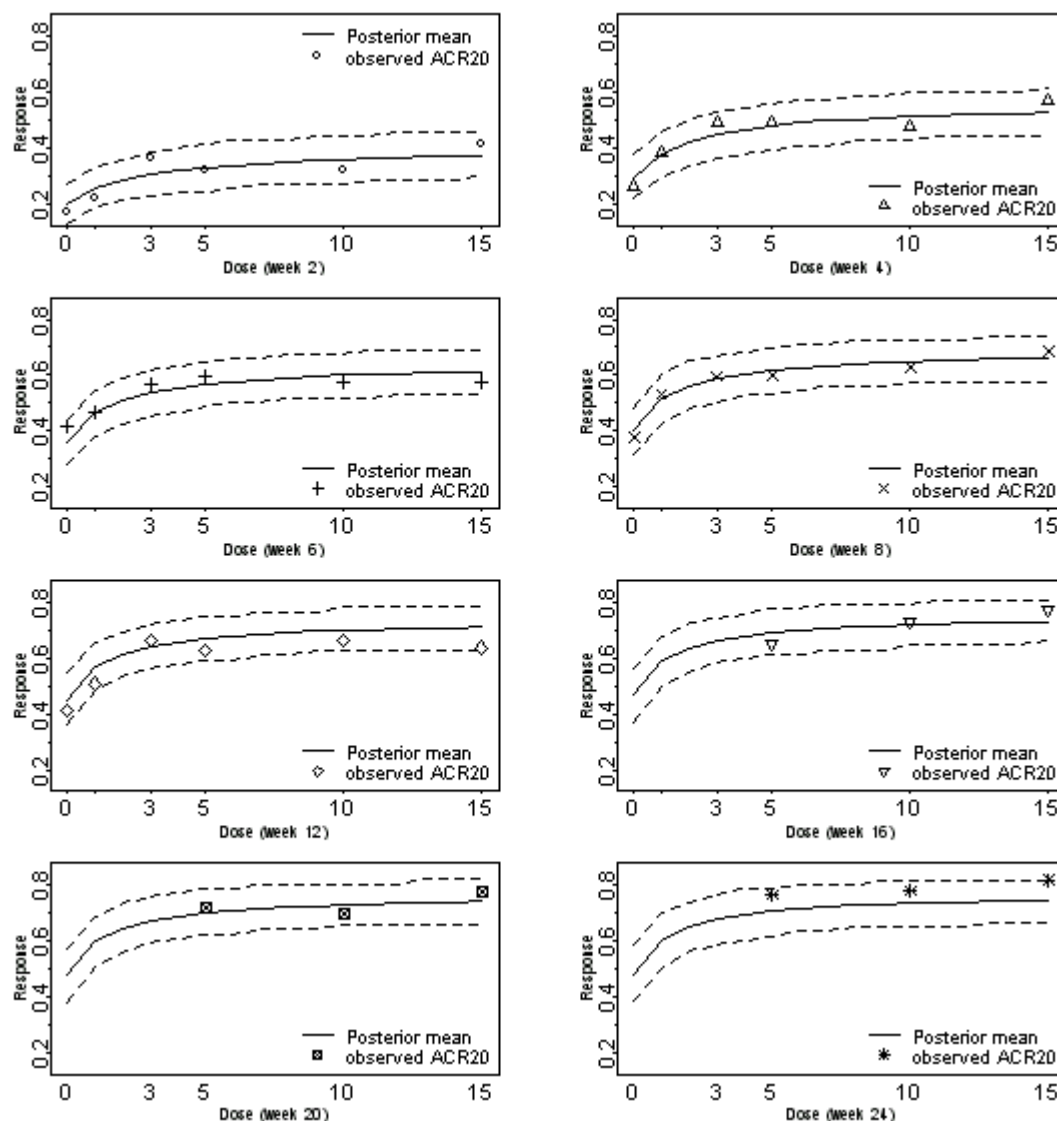 0.8
0.6
0.4
0.2
Response
Posterior mean
observed ACR20
0 3 5 10 15
Dose (week 2)
0.8
0.6
0.4
0.2
Response
Posterior mean
observed ACR20
0 3 5 10 15
Dose (week 4)
0.8
0.6
0.4
0.2
Response
Posterior mean
observed ACR20
0 3 5 10 15
Dose (week 6)
0.8
0.6
0.4
0.2
Response
Posterior mean
observed ACR20
0 3 5 10 15
Dose (week 8)
0.8
0.6
0.4
0.2
Response
Posterior mean
observed ACR20
0 3 5 10 15
Dose (week 12)
0.8
0.6
0.4
0.2
Response
Posterior mean
observed ACR20
0 3 5 10 15
Dose (week 16)
0.8
0.6
0.4
0.2
Response
Posterior mean
observed ACR20
0 3 5 10 15
Dose (week 20)
0.8
0.6
0.4
0.2
Response
Posterior mean
observed ACR20
0 3 5 10 15
Dose (week 24)